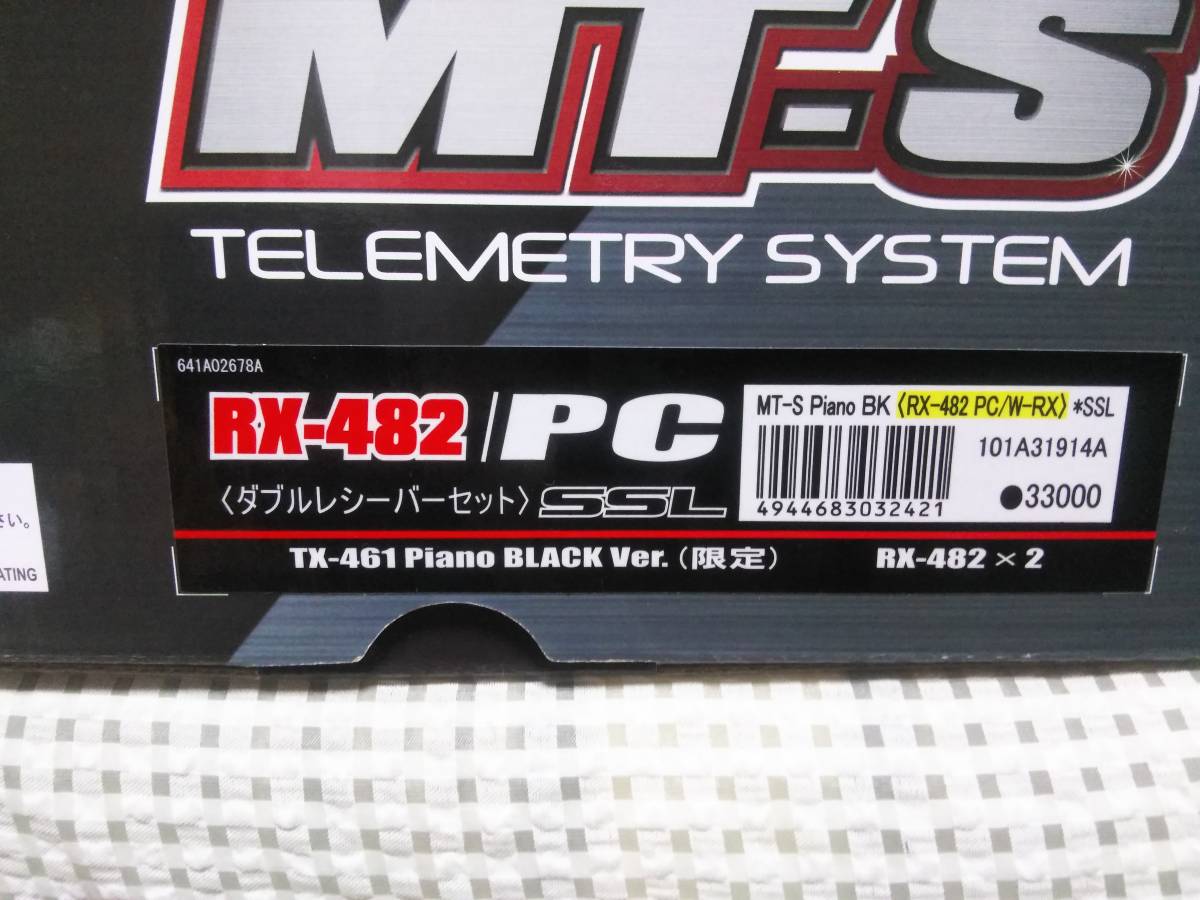 MT-S
TELEMETRY SYSTEM
641A02678A
RX-482/PC
〈ダブルレシーバーセット〉SSL
MT-S Piano BK〈RX-482 PC/W-RX〉*SSL
101A31914A
4944683032421
●33000
TX-461 Piano BLACK Ver.(限定) RX-482×2
さい。
ATING